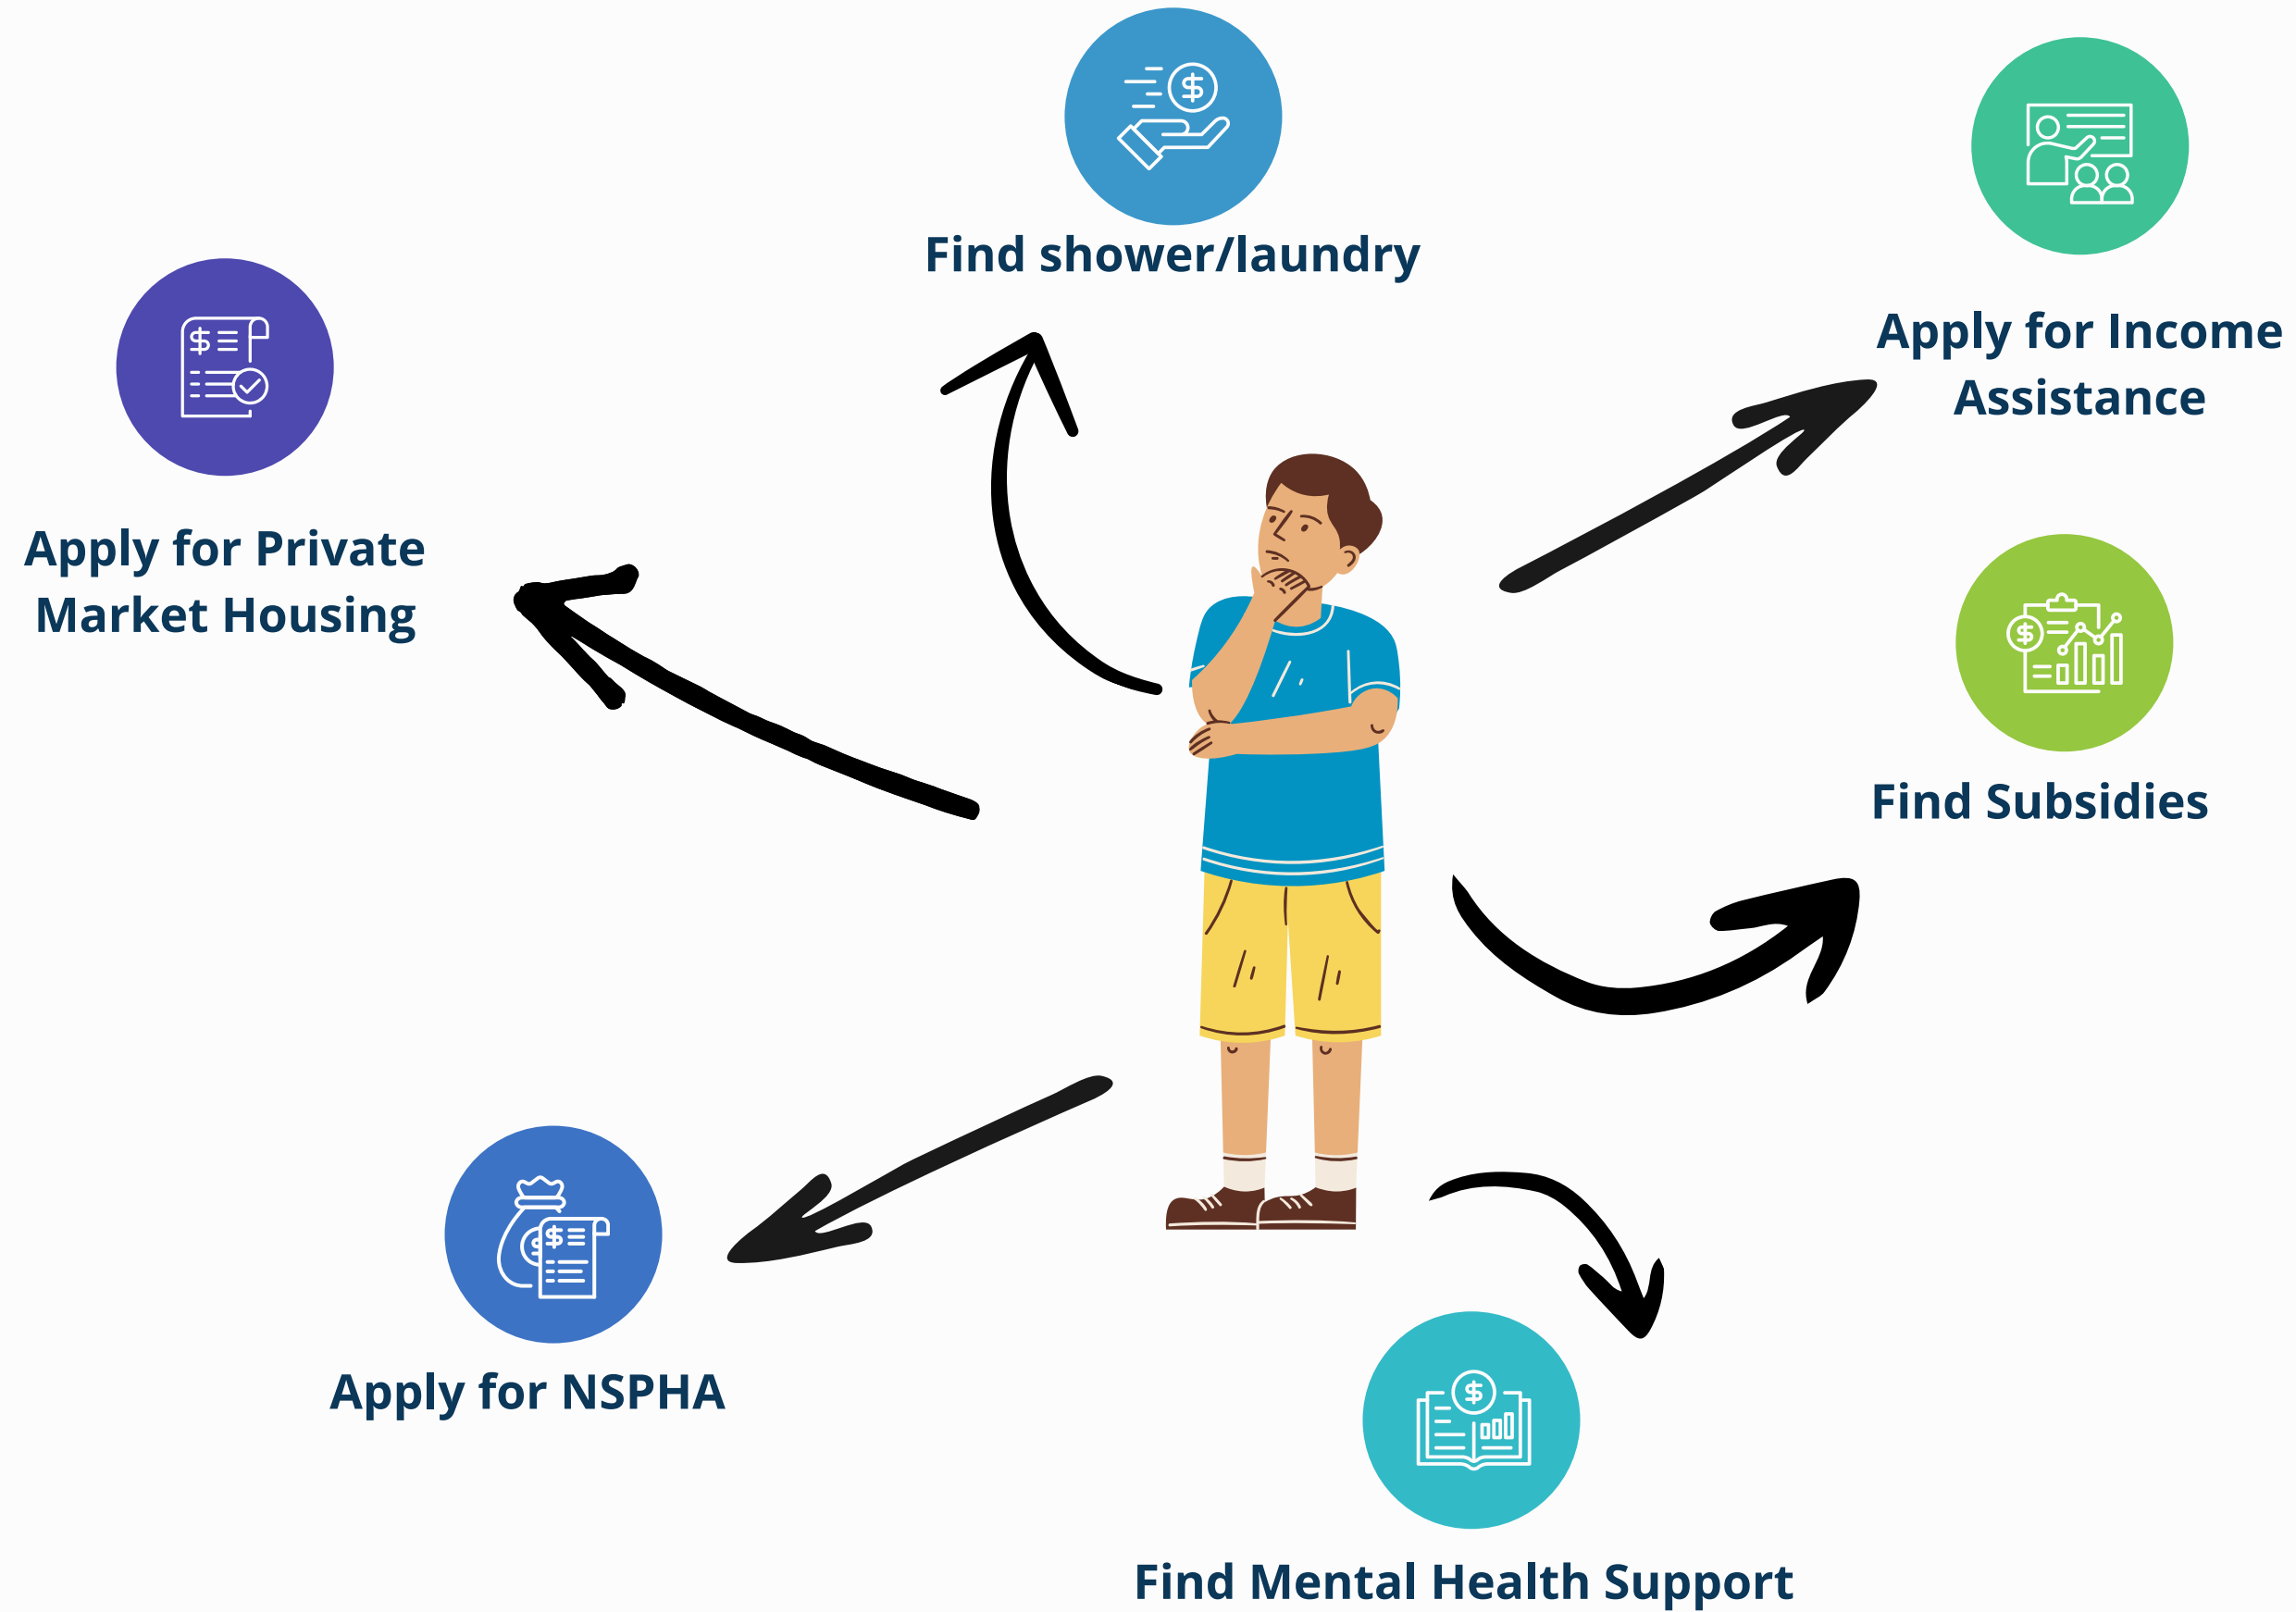 Find shower/laundry
Apply for Income
Assistance
Apply for Private
Market Housing
Find Subsidies
Apply for NSPHA
Find Mental Health Support